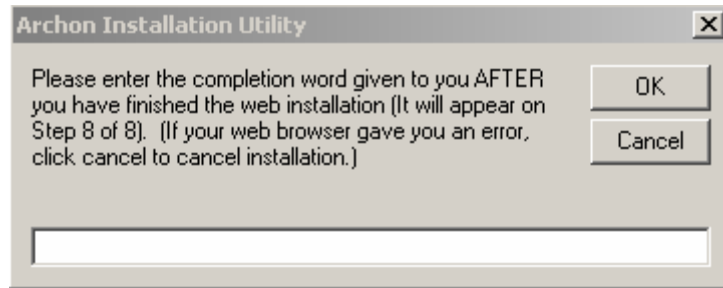 Archon Installation Utility
Please enter the completion word given to you AFTER
you have finished the web installation (It will appear on
Step 8 of 8).  (If your web browser gave you an error,
click cancel to cancel installation.)
OK
Cancel